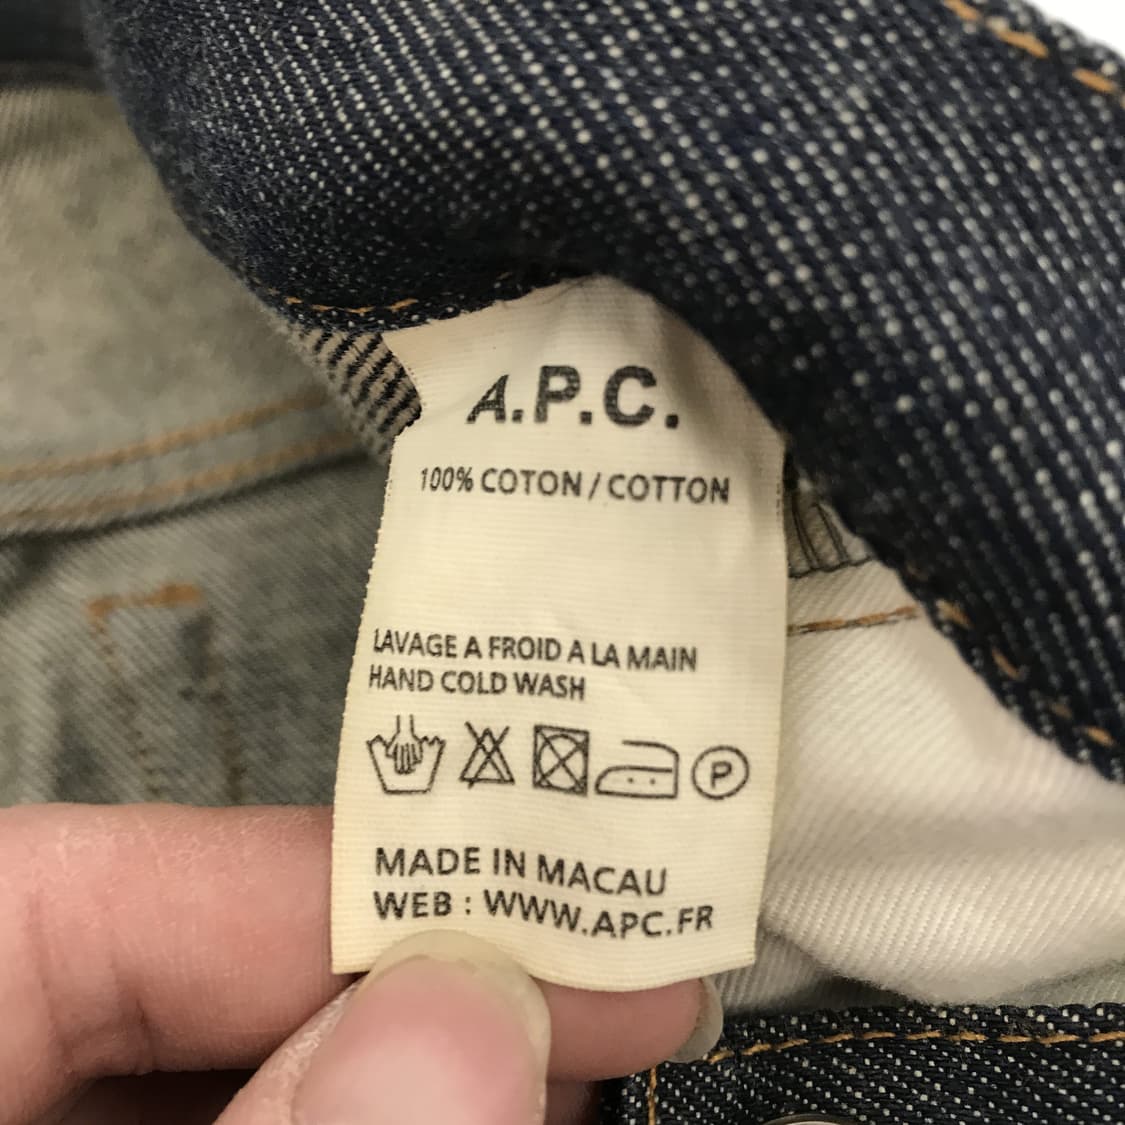 A.P.C.
100% COTON / COTTON
LAVAGE A FROID A LA MAIN
HAND COLD WASH
P
MADE IN MACAU
WEB : WWW.APC.FR